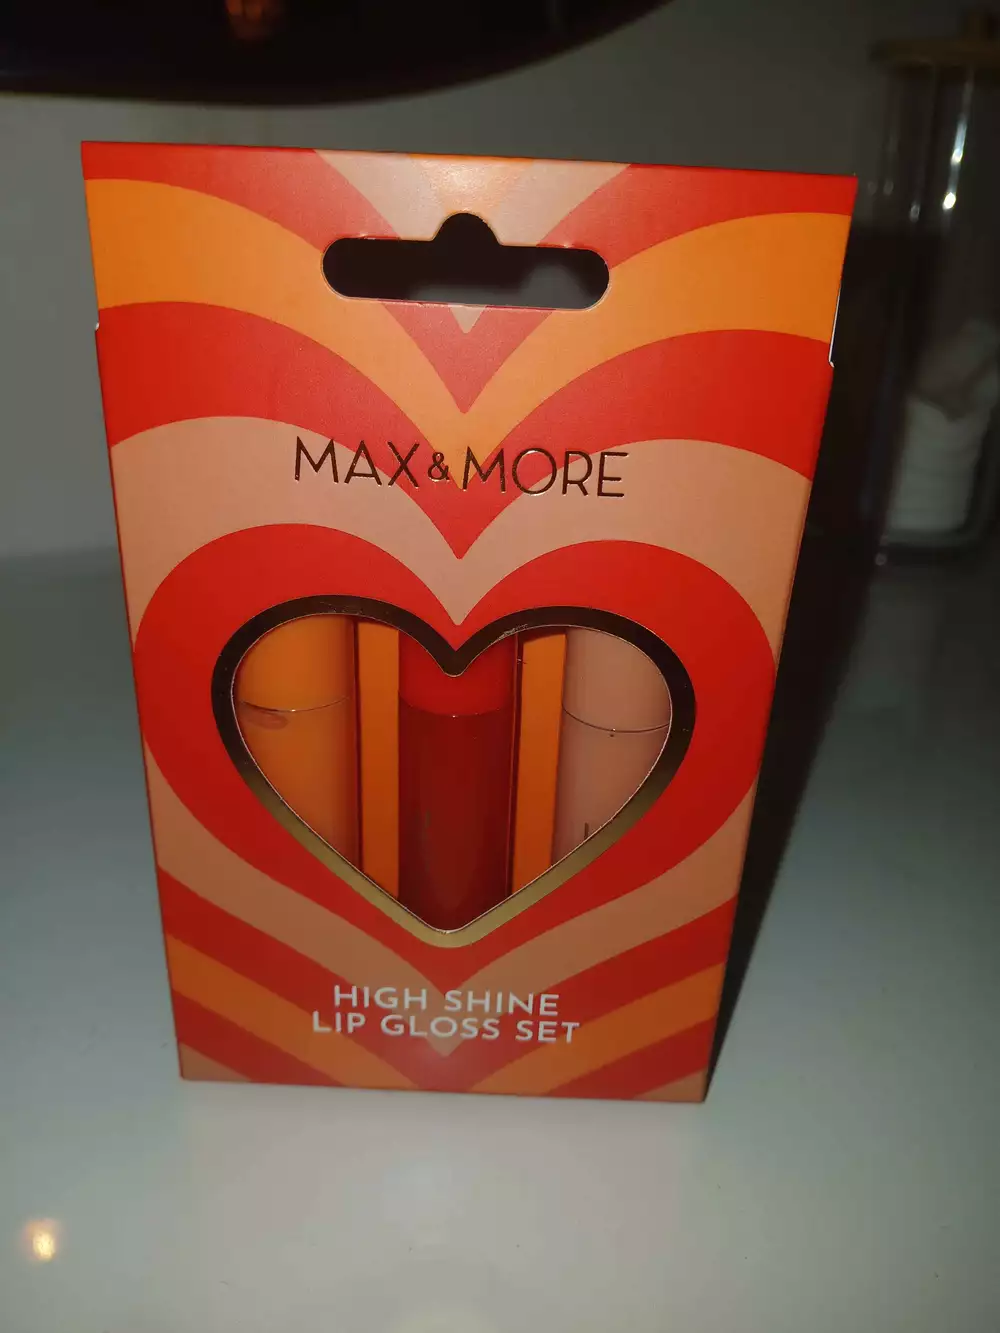 MAX & MORE
HIGH SHINE
LIP GLOSS SET